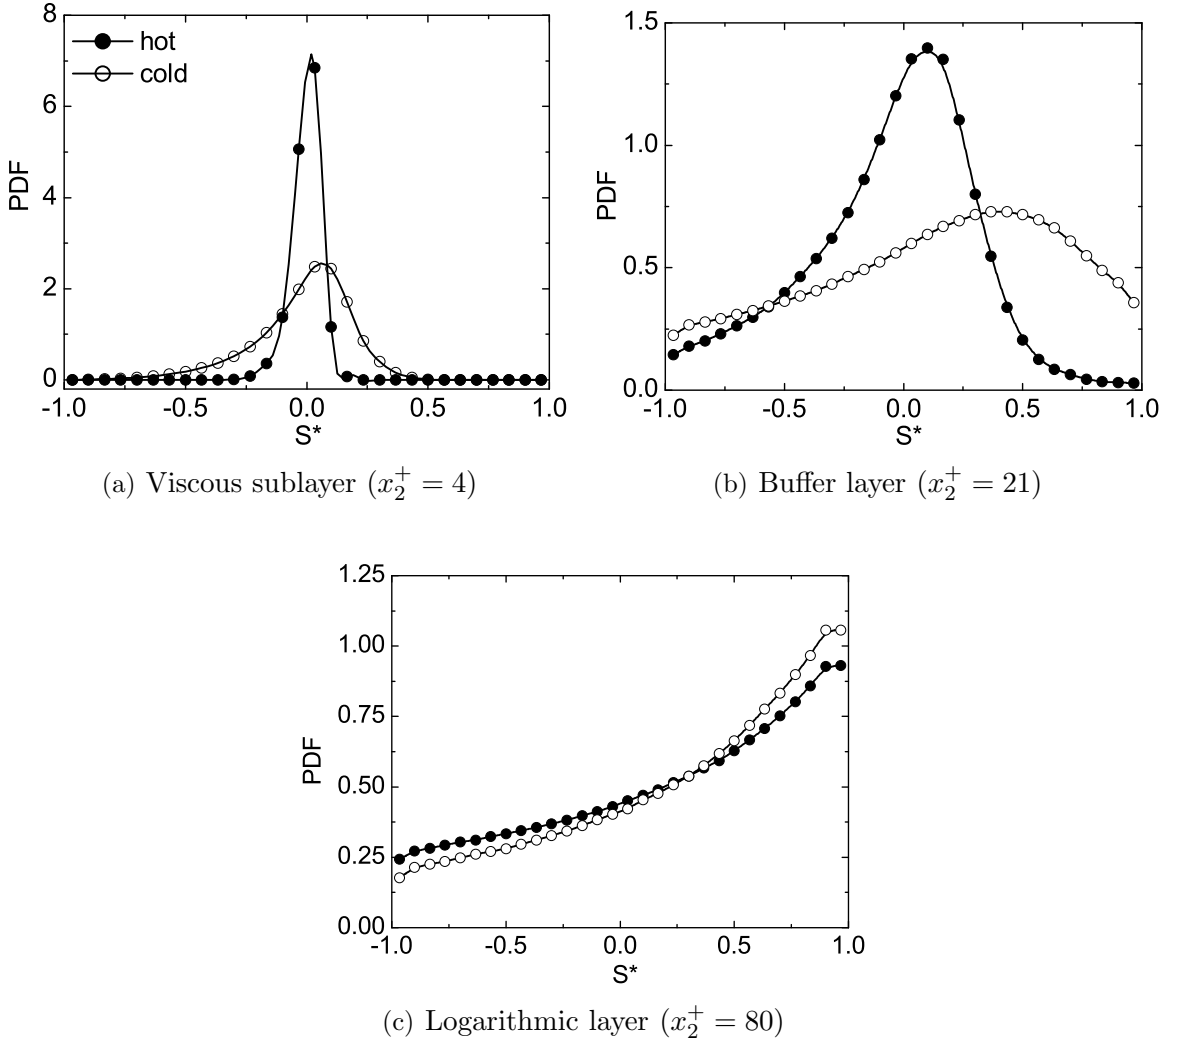 hot
cold
8
6
4
2
0
-1.0 -0.5 0.0 0.5 1.0
PDF
S*
(a) Viscous sublayer (x₂⁺ = 4)
1.5
1.0
0.5
0.0
-1.0 -0.5 0.0 0.5 1.0
PDF
S*
(b) Buffer layer (x₂⁺ = 21)
1.25
1.00
0.75
0.50
0.25
0.00
-1.0 -0.5 0.0 0.5 1.0
PDF
S*
(c) Logarithmic layer (x₂⁺ = 80)